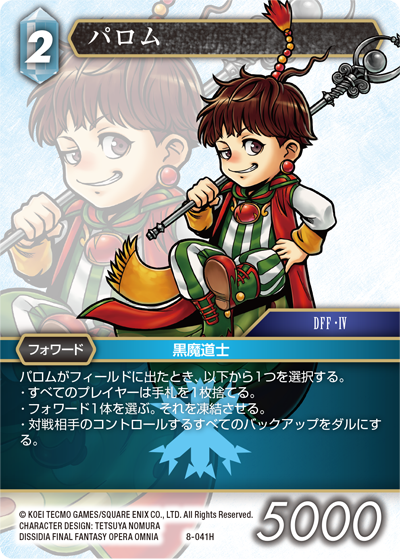 2
パロム
DFF・IV
フォワード
黒魔道士
パロムがフィールドに出たとき、以下から1つを選択する。
・すべてのプレイヤーは手札を1枚捨てる。
・フォワード1体を選ぶ。それを凍結させる。
・対戦相手のコントロールするすべてのバックアップをダルにす
る。
© KOEI TECMO GAMES/SQUARE ENIX CO., LTD. All Rights Reserved.
CHARACTER DESIGN: TETSUYA NOMURA
DISSIDIA FINAL FANTASY OPERA OMNIA
8-041H
5000